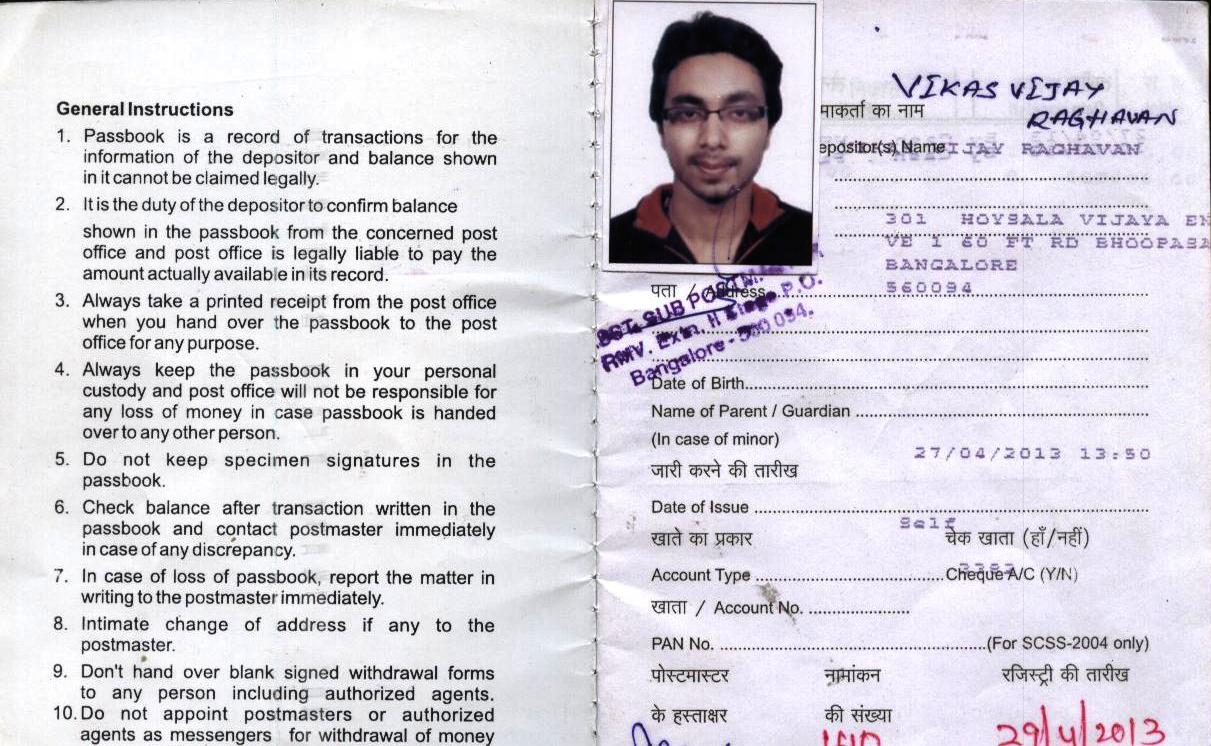 General Instructions
1. Passbook is a record of transactions for the
information of the depositor and balance shown
in it cannot be claimed legally.
2. It is the duty of the depositor to confirm balance
shown in the passbook from the concerned post
office and post office is legally liable to pay the
amount actually available in its record.
3. Always take a printed receipt from the post office
when you hand over the passbook to the post
office for any purpose.
4. Always keep the passbook in your personal
custody and post office will not be responsible for
any loss of money in case passbook is handed
over to any other person.
5. Do not keep specimen signatures in the
passbook.
6. Check balance after transaction written in the
passbook and contact postmaster immediately
in case of any discrepancy.
7. In case of loss of passbook, report the matter in
writing to the postmaster immediately.
8. Intimate change of address if any to the
postmaster.
9. Don't hand over blank signed withdrawal forms
to any person including authorized agents.
10. Do not appoint postmasters or authorized
agents as messengers for withdrawal of money
VIKAS VIJAY
माकर्ता का नाम
RAGHAVAN
epositor(s) Name VIJAY RAGHAVAN
301 HOYSALA VIJAYA EN
VE 1 60 FT RD BHOOPASA
BANGALORE
पता / Address 560094
SUB POSTM
RMV. Extn. II Stage P.O.
Bangalore - 560 094.
Date of Birth
Name of Parent / Guardian
(In case of minor)
27/04/2013 13:50
जारी करने की तारीख
Date of Issue
Self
खाते का प्रकार चेक खाता (हाँ/नहीं)
Account Type Cheque A/C (Y/N)
खाता / Account No.
PAN No. (For SCSS-2004 only)
पोस्टमास्टर नामांकन रजिस्ट्री की तारीख
के हस्ताक्षर की संख्या
29/4/2013